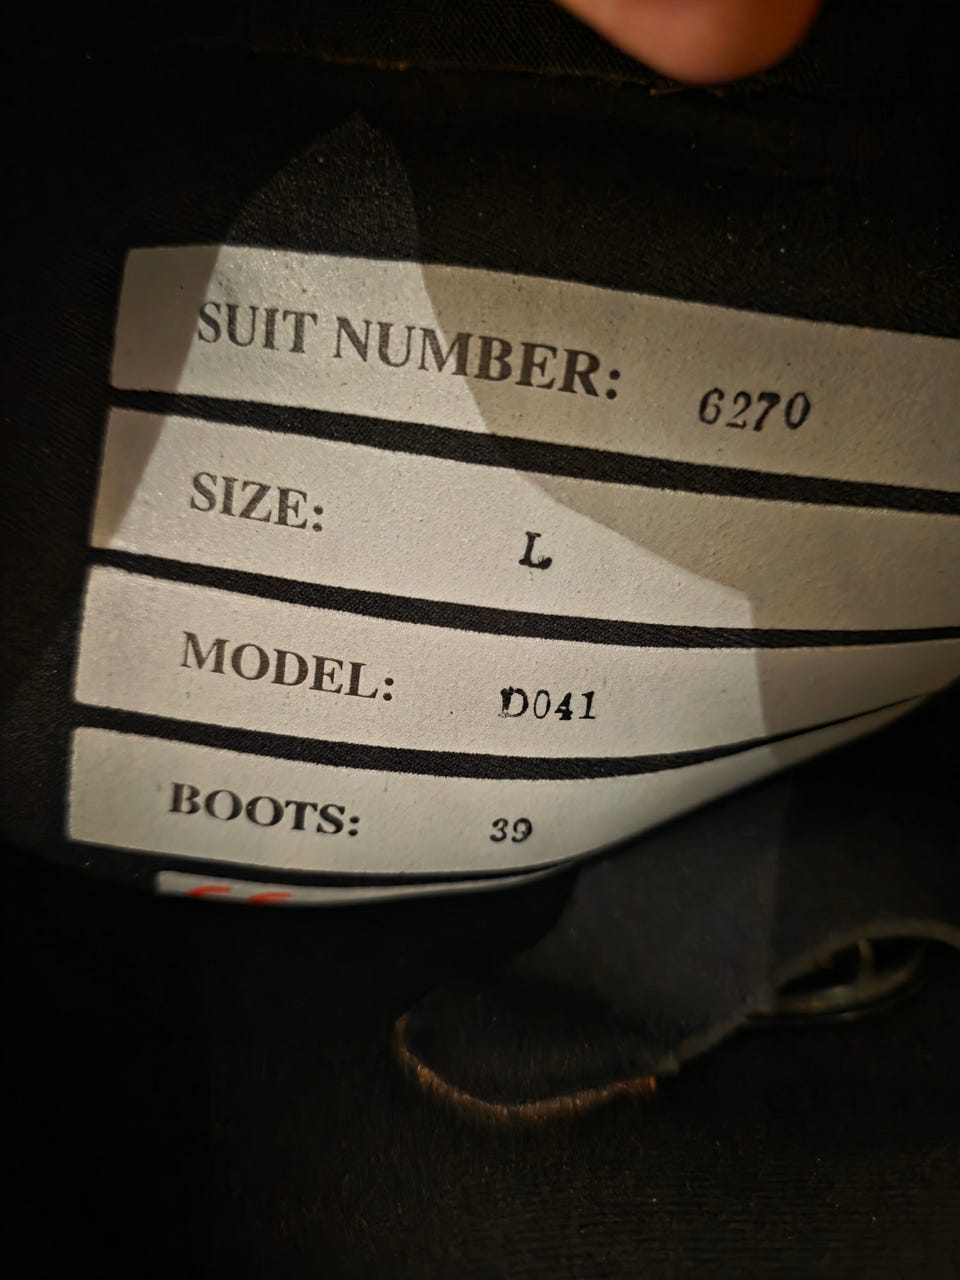 SUIT NUMBER: 6270
SIZE: L
MODEL: D041
BOOTS: 39